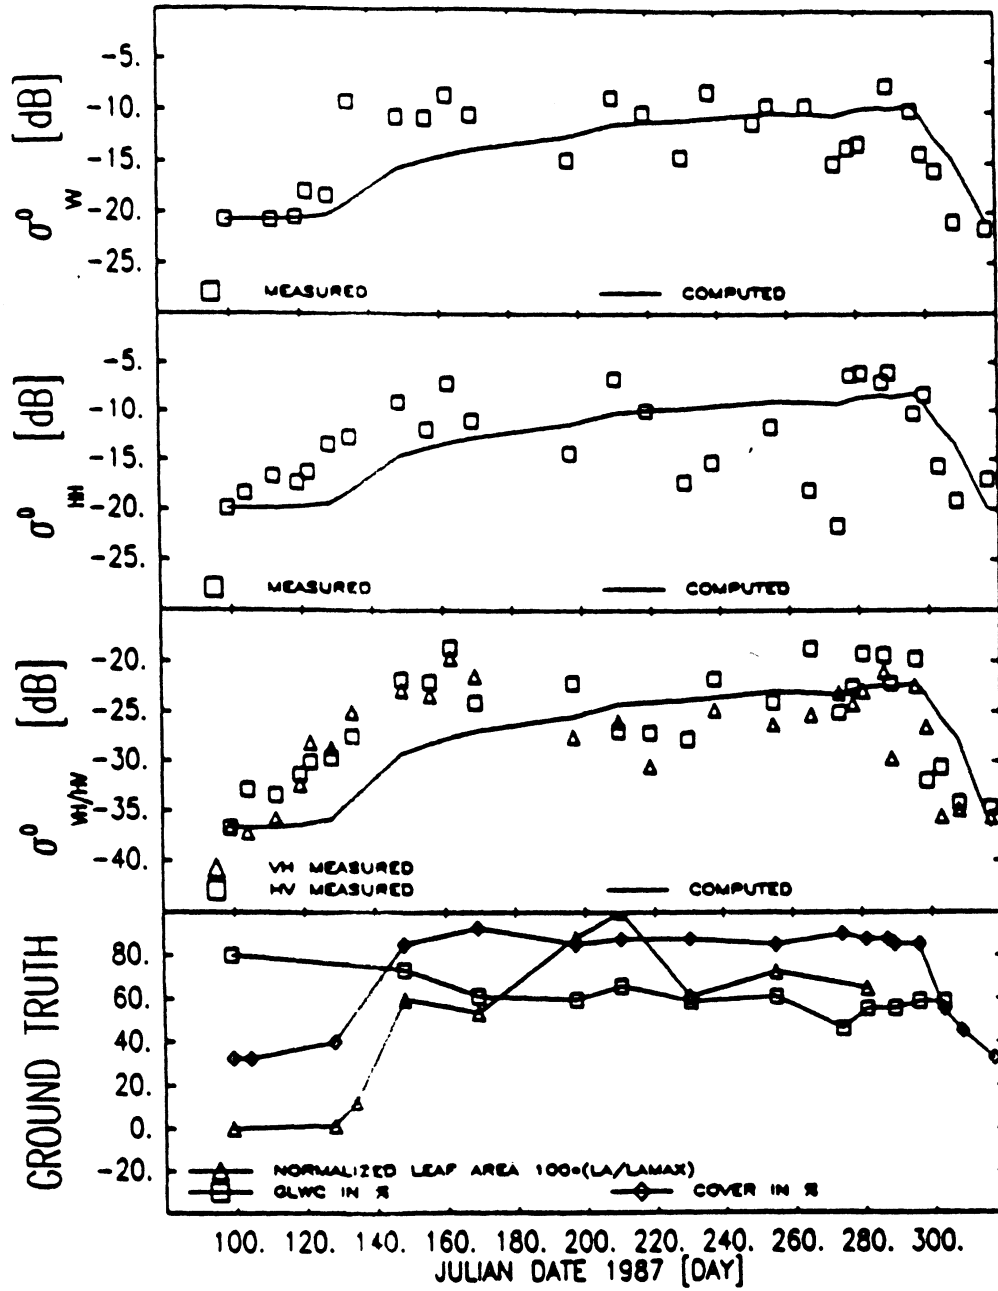 σ⁰ W [dB]
-5.
-10.
-15.
-20.
-25.
MEASURED COMPUTED
σ⁰ HH [dB]
-5.
-10.
-15.
-20.
-25.
MEASURED COMPUTED
σ⁰ VH/HV [dB]
-20.
-25.
-30.
-35.
-40.
VH MEASURED
HV MEASURED COMPUTED
GROUND TRUTH
80.
60.
40.
20.
0.
-20.
NORMALIZED LEAF AREA 100*(LA/LAMAX)
GLWC IN % COVER IN %
100. 120. 140. 160. 180. 200. 220. 240. 260. 280. 300.
JULIAN DATE 1987 [DAY]